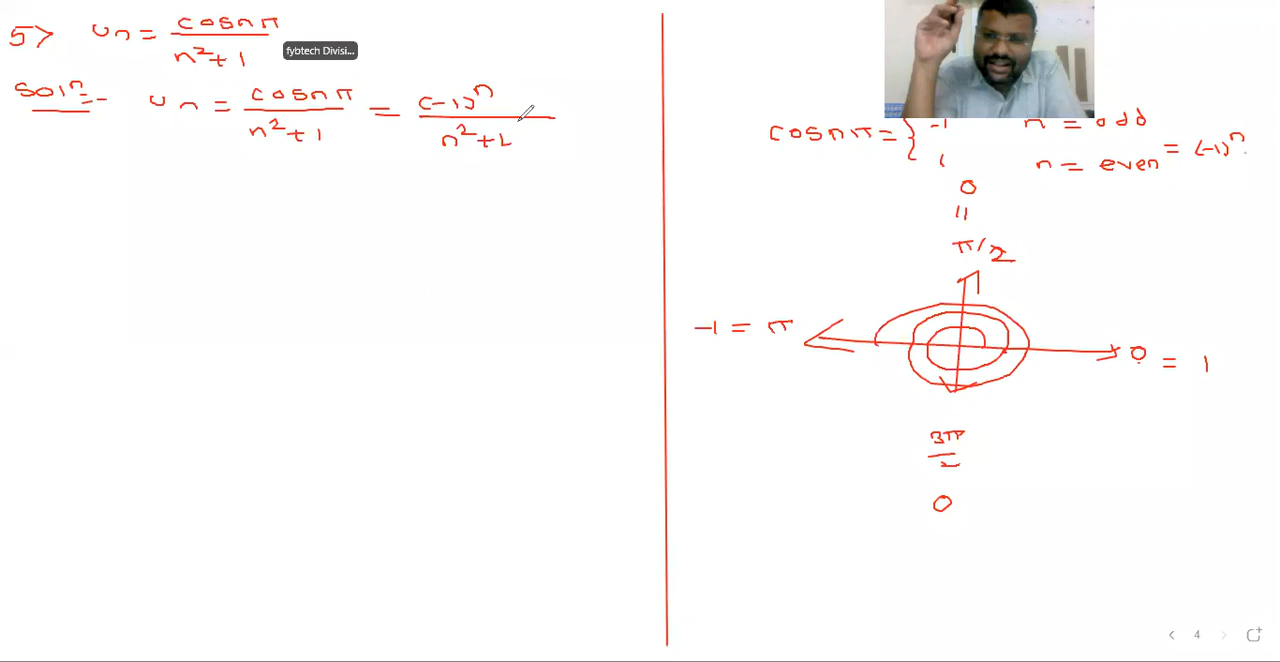 5> un = cosnπ / n²+1
fybtech Divisi...
Solⁿ:- un = cosnπ / n²+1 = (-1)ⁿ / n²+1
cosnπ = { -1 n = odd
1 n = even = (-1)ⁿ
0
=
π/2
-1 = π
0 = 1
3π/2
0
4